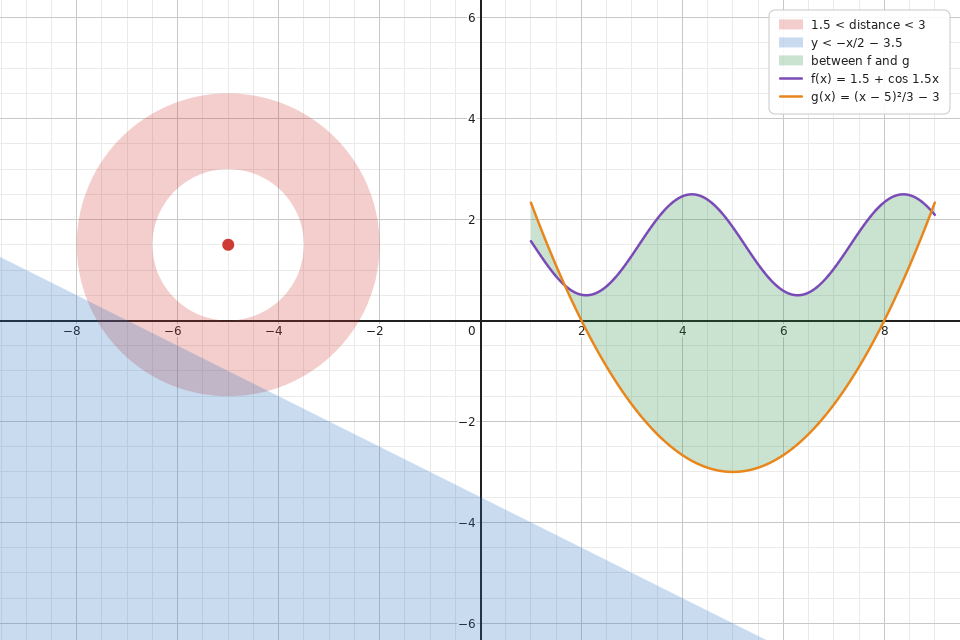 1.5 < distance < 3
y < −x/2 − 3.5
between f and g
f(x) = 1.5 + cos 1.5x
g(x) = (x − 5)²/3 − 3
6
4
2
−8 −6 −4 −2 0 2 4 6 8
−2
−4
−6